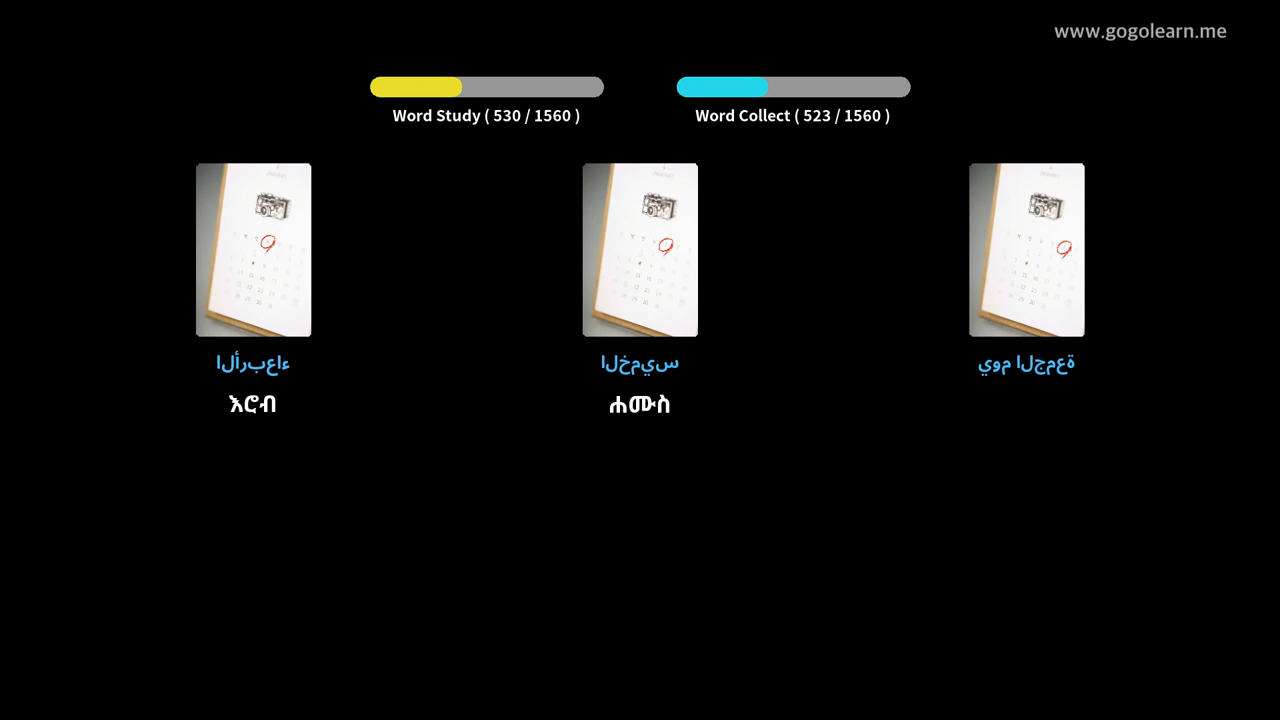 www.gogolearn.me
Word Study ( 530 / 1560 )
Word Collect ( 523 / 1560 )
الأربعاء
الخميس
يوم الجمعة
እሮብ
ሐሙስ